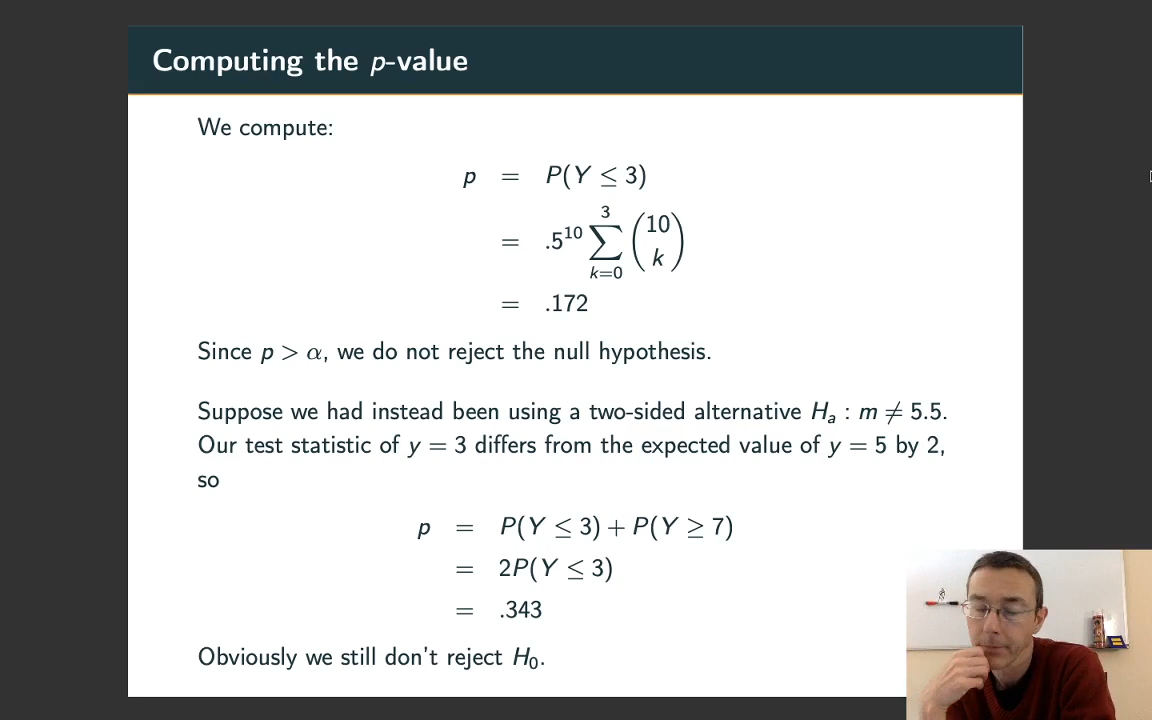 Computing the p-value
We compute:
p = P(Y ≤ 3)
= .5^{10} \sum_{k=0}^{3} \binom{10}{k}
= .172
Since p > α, we do not reject the null hypothesis.
Suppose we had instead been using a two-sided alternative H_a : m ≠ 5.5.
Our test statistic of y = 3 differs from the expected value of y = 5 by 2,
so
p = P(Y ≤ 3) + P(Y ≥ 7)
= 2P(Y ≤ 3)
= .343
Obviously we still don't reject H_0.